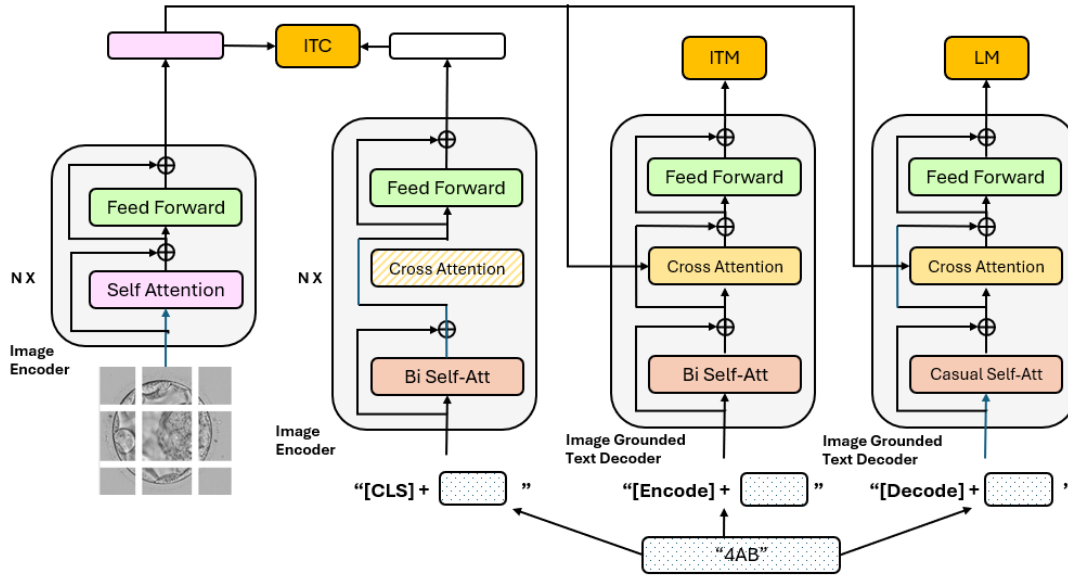 ITC
ITM
LM
Feed Forward
Self Attention
N X
Image
Encoder
Feed Forward
Cross Attention
Bi Self-Att
N X
Image
Encoder
Feed Forward
Cross Attention
Bi Self-Att
Image Grounded
Text Decoder
Feed Forward
Cross Attention
Casual Self-Att
Image Grounded
Text Decoder
“[CLS] + ”
“[Encode] + ”
“[Decode] + ”
“4AB”